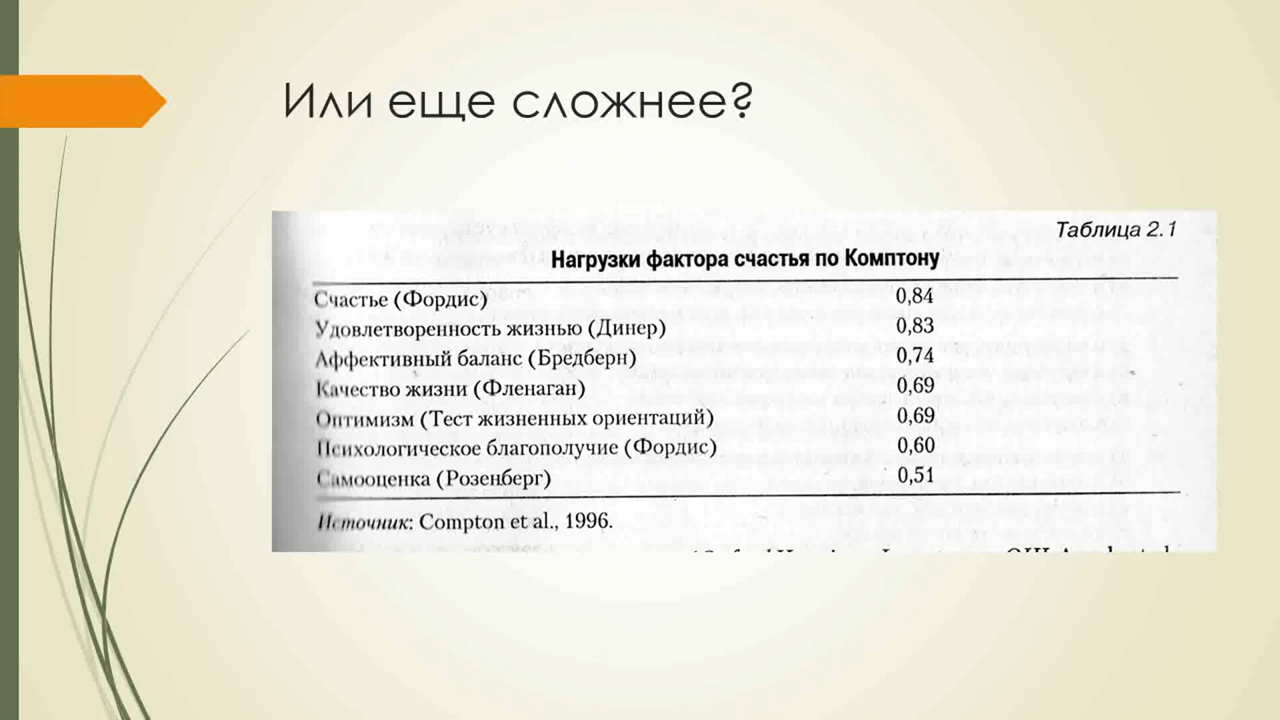 Или еще сложнее?
Таблица 2.1
Нагрузки фактора счастья по Комптону
Счастье (Фордис) 0,84
Удовлетворенность жизнью (Динер) 0,83
Аффективный баланс (Брedберн) 0,74
Качество жизни (Фленаган) 0,69
Оптимизм (Тест жизненных ориентаций) 0,69
Психологическое благополучие (Фордис) 0,60
Самооценка (Розенберг) 0,51
Источник: Compton et al., 1996.